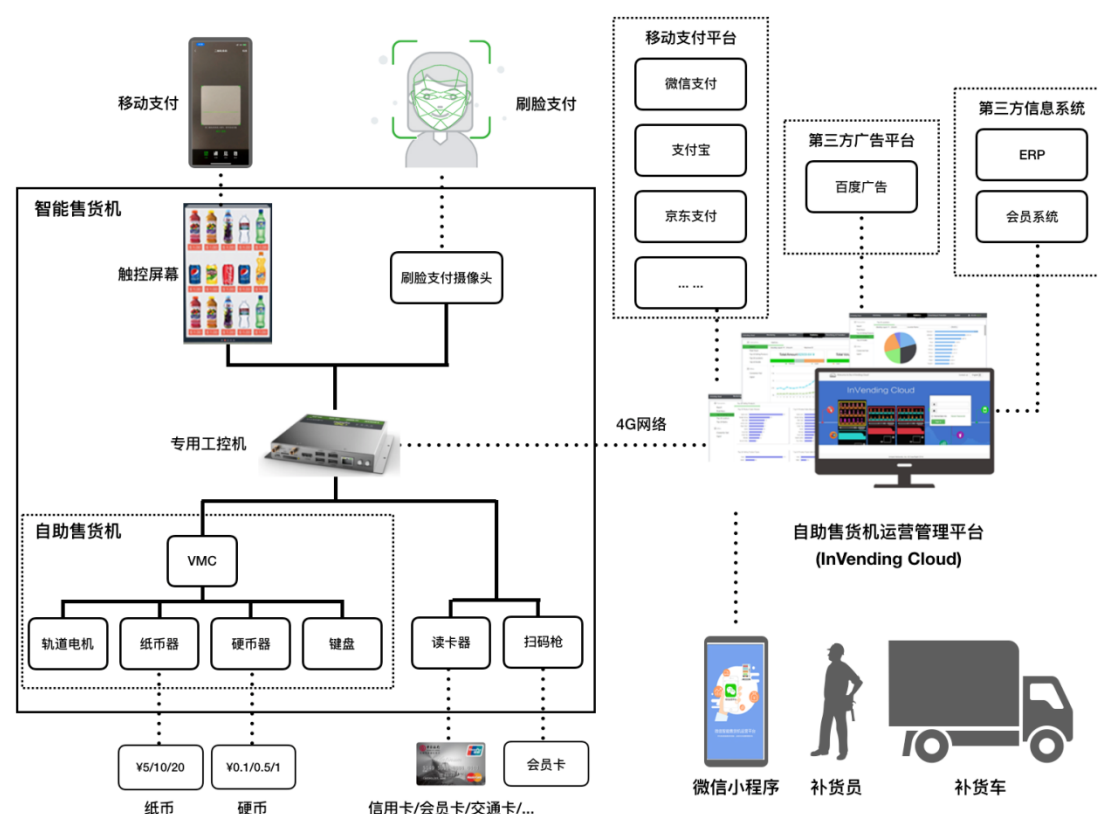 移动支付平台
微信支付
支付宝
京东支付
... ...
第三方广告平台
百度广告
第三方信息系统
ERP
会员系统
移动支付
刷脸支付
智能售货机
触控屏幕
刷脸支付摄像头
专用工控机
4G网络
InVending Cloud
自助售货机运营管理平台
(InVending Cloud)
自助售货机
VMC
轨道电机
纸币器
硬币器
键盘
读卡器
扫码枪
¥5/10/20
¥0.1/0.5/1
会员卡
纸币
硬币
信用卡/会员卡/交通卡/...
微信小程序
补货员
补货车